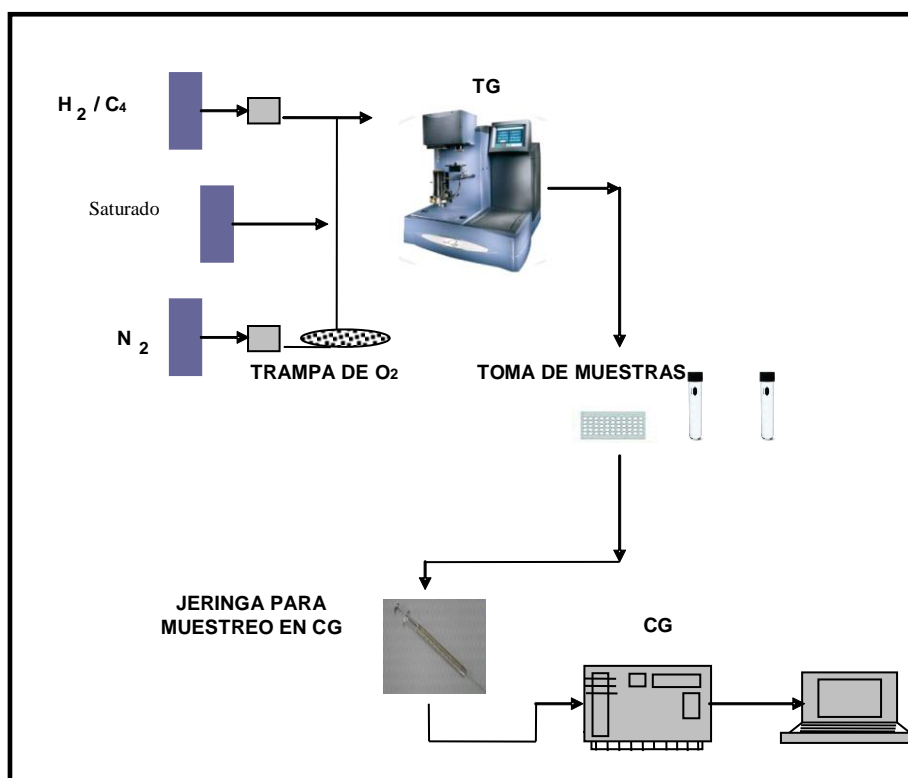 TG
H2 / C4
Saturado
N2
TRAMPA DE O2
TOMA DE MUESTRAS
JERINGA PARA
MUESTREO EN CG
CG